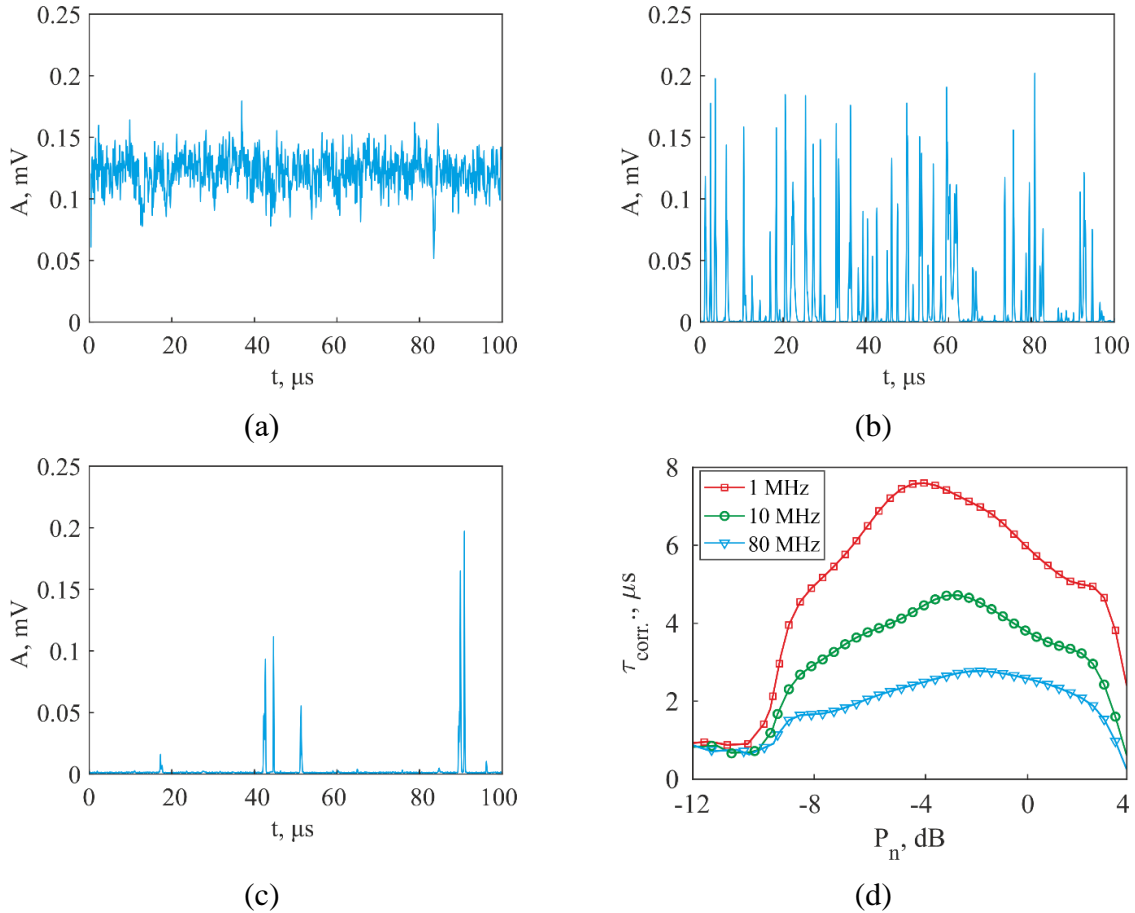 0.25
0.2
0.15
0.1
0.05
0
A, mV
0 20 40 60 80 100
t, μs
(a)
0.25
0.2
0.15
0.1
0.05
0
A, mV
0 20 40 60 80 100
t, μs
(b)
0.25
0.2
0.15
0.1
0.05
0
A, mV
0 20 40 60 80 100
t, μs
(c)
8
6
4
2
0
τcorr.., μs
1 MHz
10 MHz
80 MHz
-12 -8 -4 0 4
Pn, dB
(d)